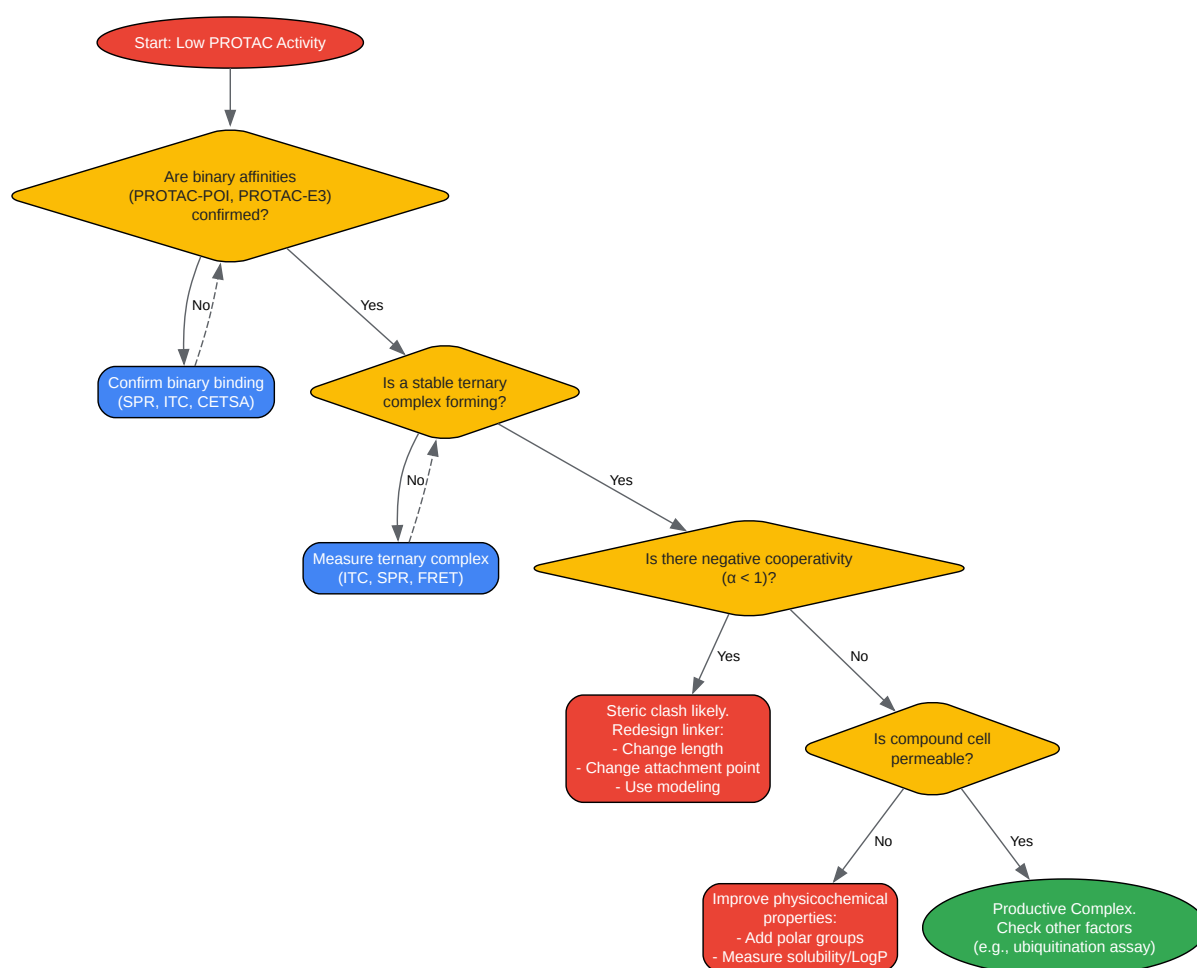 Start: Low PROTAC Activity
Are binary affinities
(PROTAC-POI, PROTAC-E3)
confirmed?
No
Yes
Confirm binary binding
(SPR, ITC, CETSA)
Is a stable ternary
complex forming?
No
Yes
Measure ternary complex
(ITC, SPR, FRET)
Is there negative cooperativity
(α < 1)?
Yes
No
Steric clash likely.
Redesign linker:
- Change length
- Change attachment point
- Use modeling
Is compound cell
permeable?
No
Yes
Improve physicochemical
properties:
- Add polar groups
- Measure solubility/LogP
Productive Complex.
Check other factors
(e.g., ubiquitination assay)